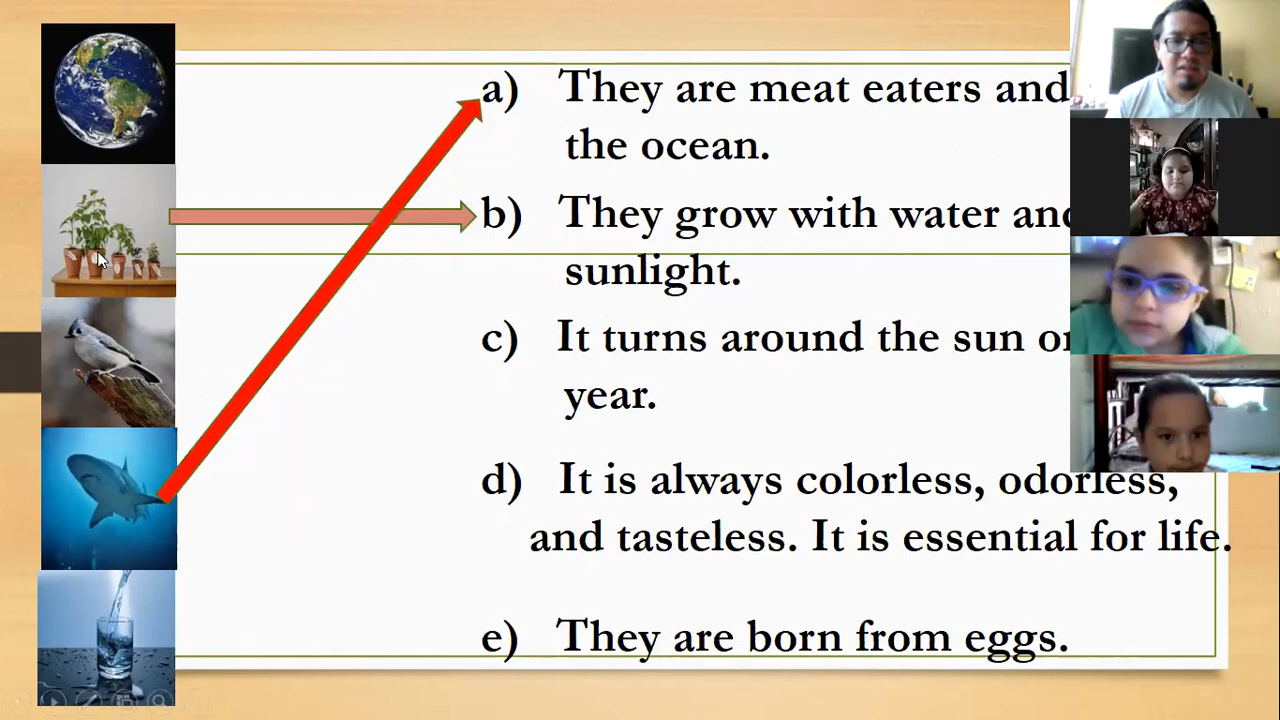 a) They are meat eaters and
the ocean.
b) They grow with water and
sunlight.
c) It turns around the sun
year.
d) It is always colorless, odorless,
and tasteless. It is essential for life.
e) They are born from eggs.